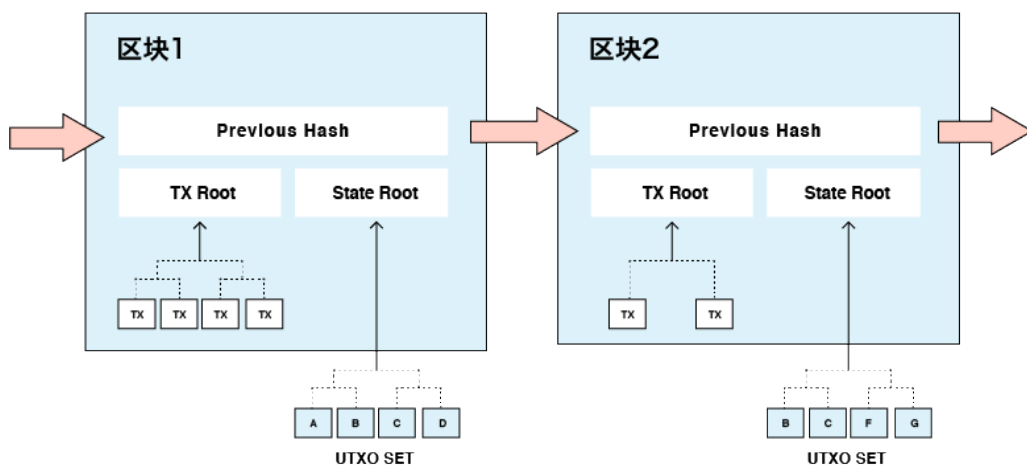 区块1
Previous Hash
TX Root State Root
TX TX TX TX
A B C D
UTXO SET
区块2
Previous Hash
TX Root State Root
TX TX
B C F G
UTXO SET